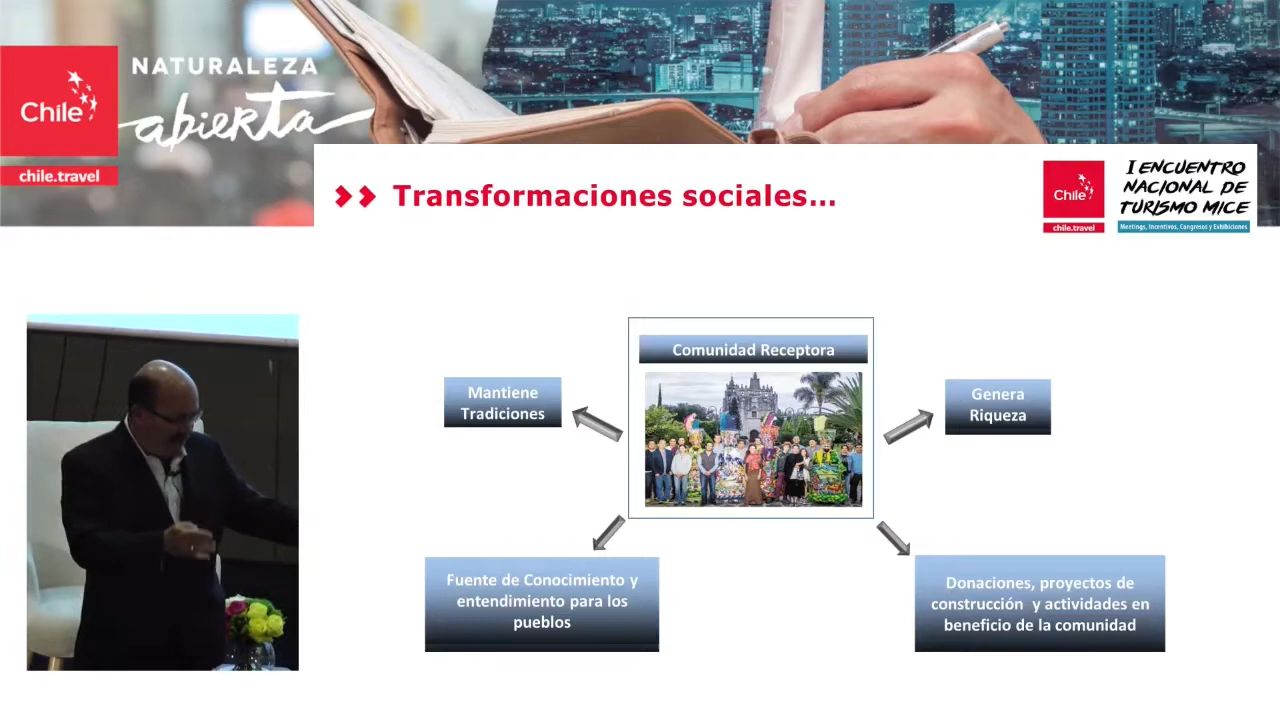 Chile
NATURALEZA
abierta
chile.travel
Transformaciones sociales...
Chile
chile.travel
I ENCUENTRO
NACIONAL DE
TURISMO MICE
Meetings, Incentivos, Congresos y Exhibiciones
Comunidad Receptora
Mantiene
Tradiciones
Genera
Riqueza
Fuente de Conocimiento y
entendimiento para los
pueblos
Donaciones, proyectos de
construcción y actividades en
beneficio de la comunidad